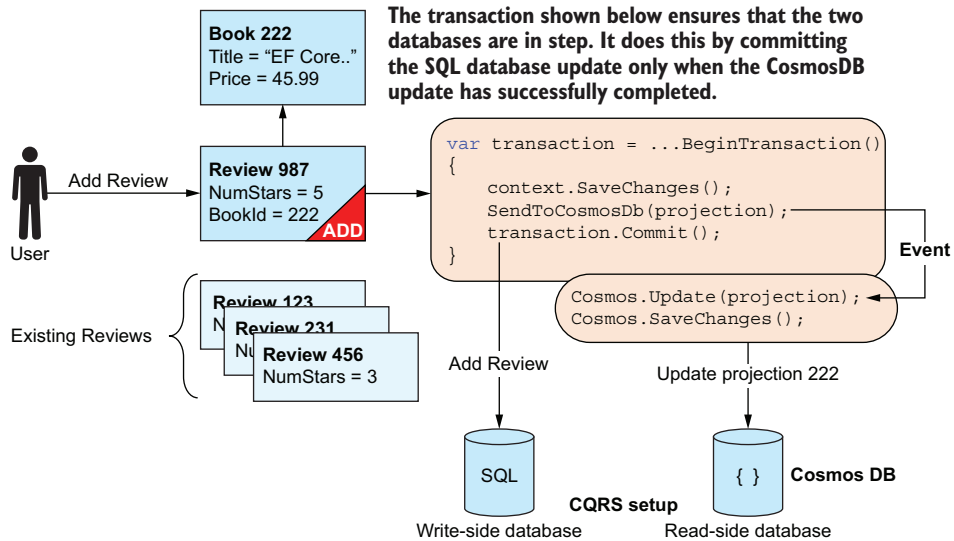 The transaction shown below ensures that the two
databases are in step. It does this by committing
the SQL database update only when the CosmosDB
update has successfully completed.
Book 222
Title = “EF Core..”
Price = 45.99
Add Review
User
Review 987
NumStars = 5
BookId = 222
ADD
var transaction = ...BeginTransaction()
{
context.SaveChanges();
SendToCosmosDb(projection);
transaction.Commit();
}
Event
Cosmos.Update(projection);
Cosmos.SaveChanges();
Existing Reviews
Review 123
N
Review 231
Nu
Review 456
NumStars = 3
Add Review
Update projection 222
SQL
{ }
Cosmos DB
CQRS setup
Write-side database
Read-side database